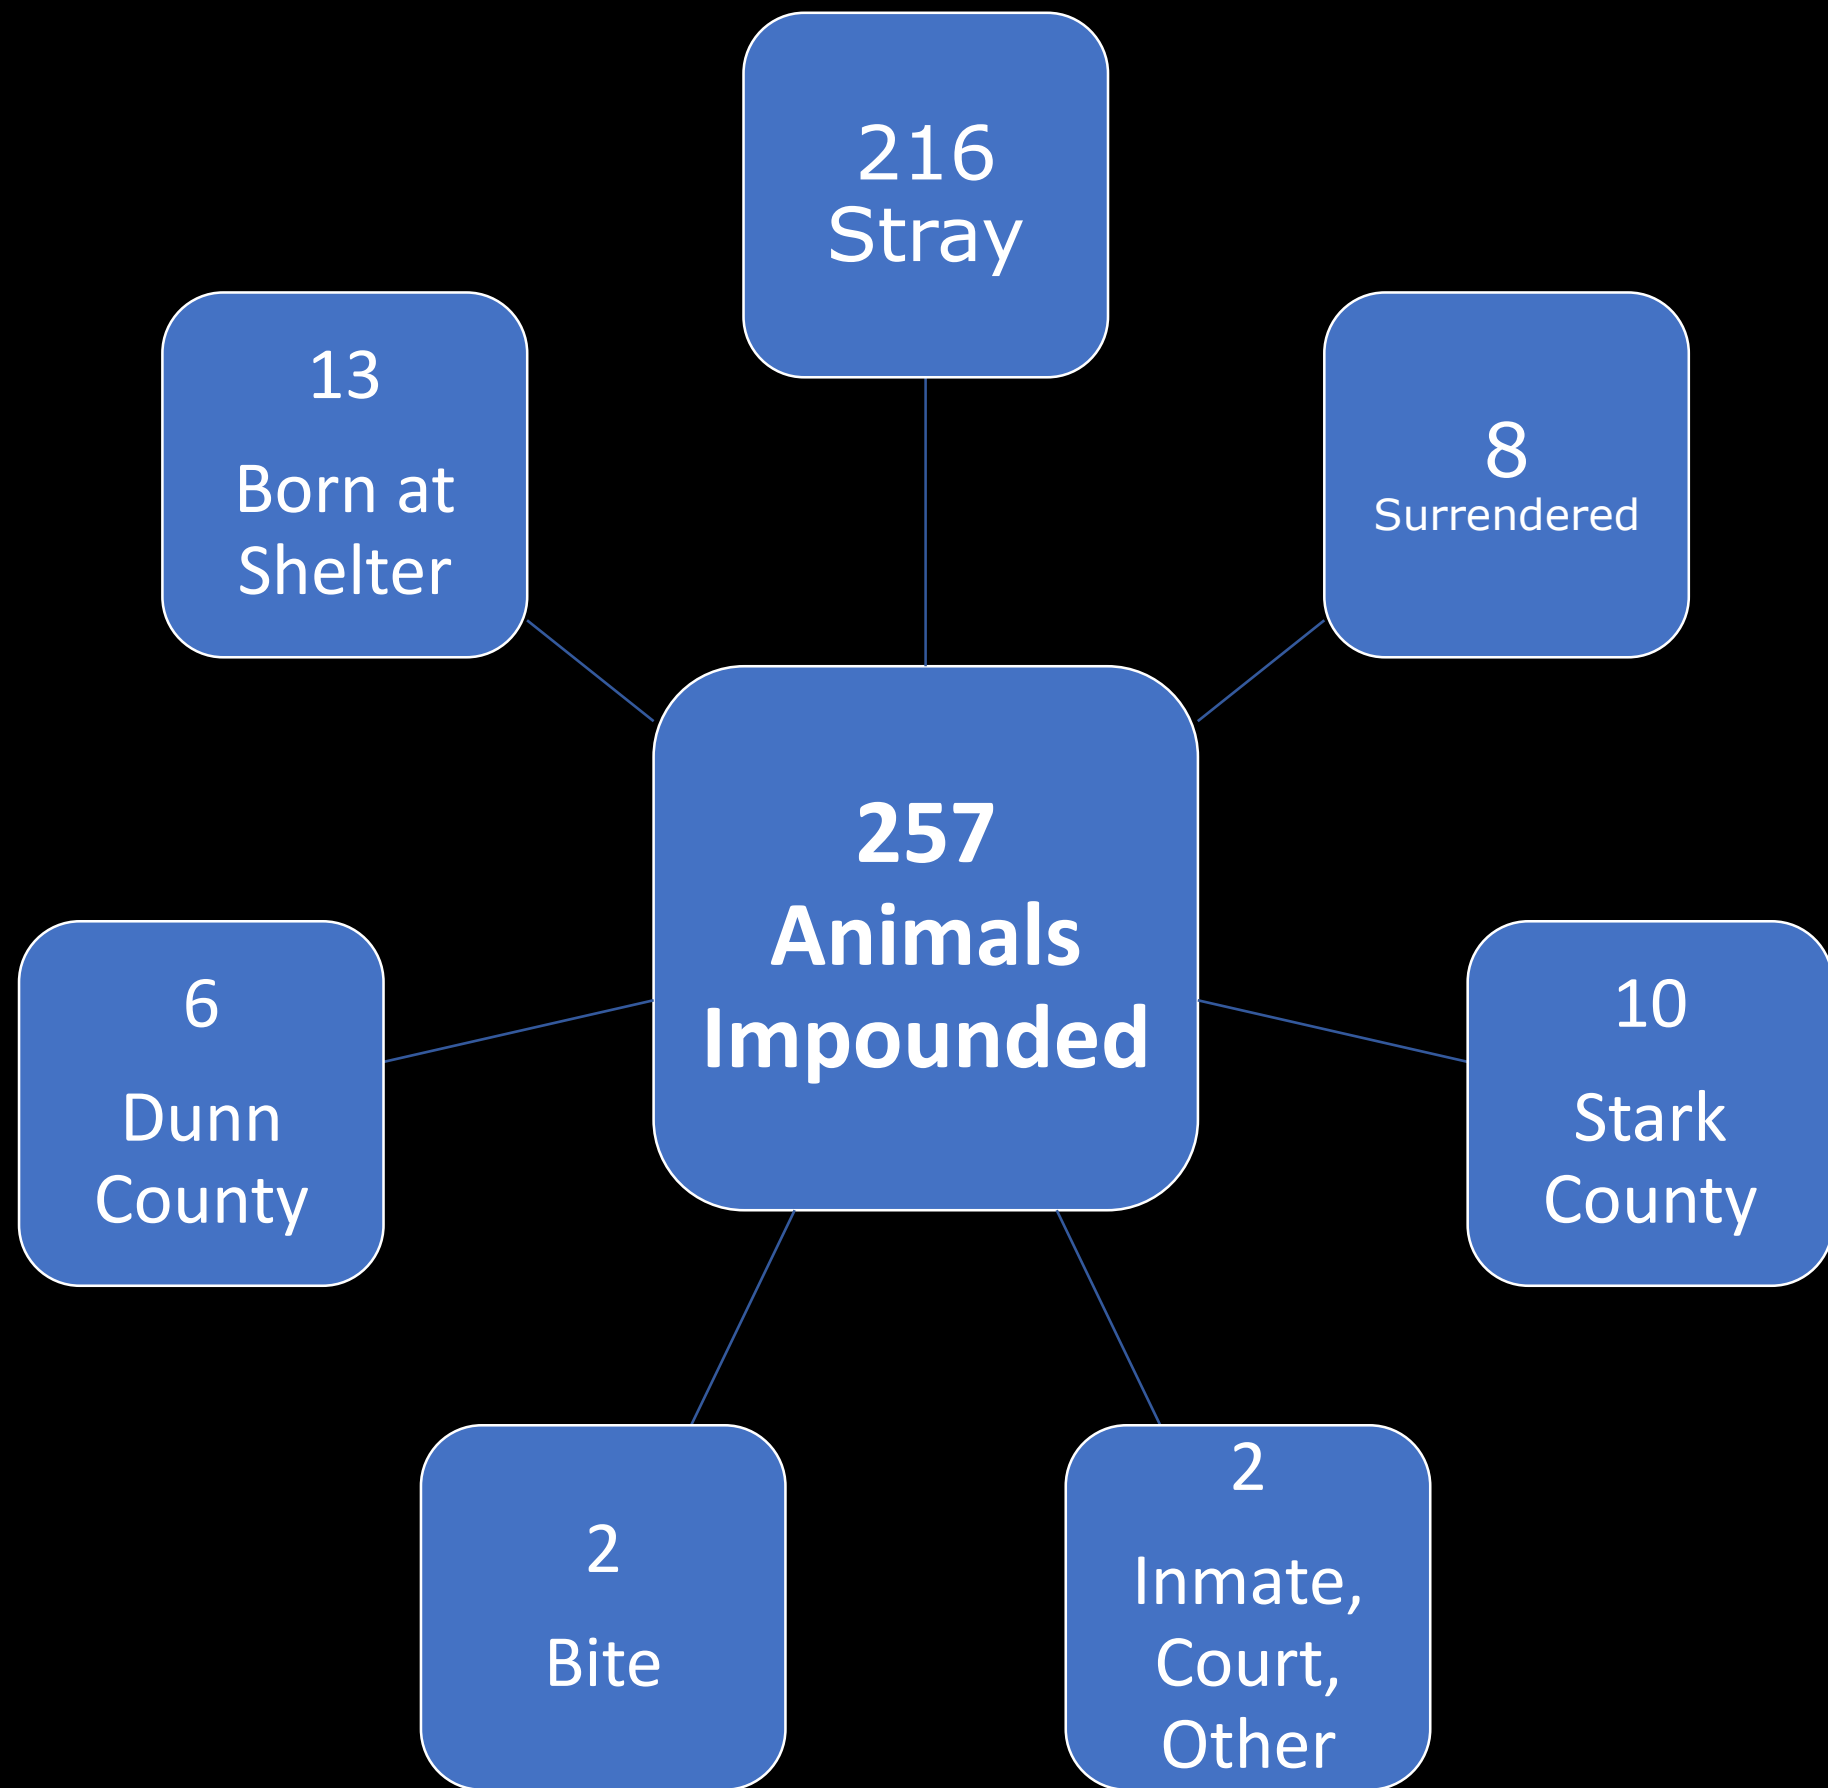 216
Stray
13
Born at
Shelter
8
Surrendered
257
Animals
Impounded
6
Dunn
County
10
Stark
County
2
Bite
2
Inmate,
Court,
Other